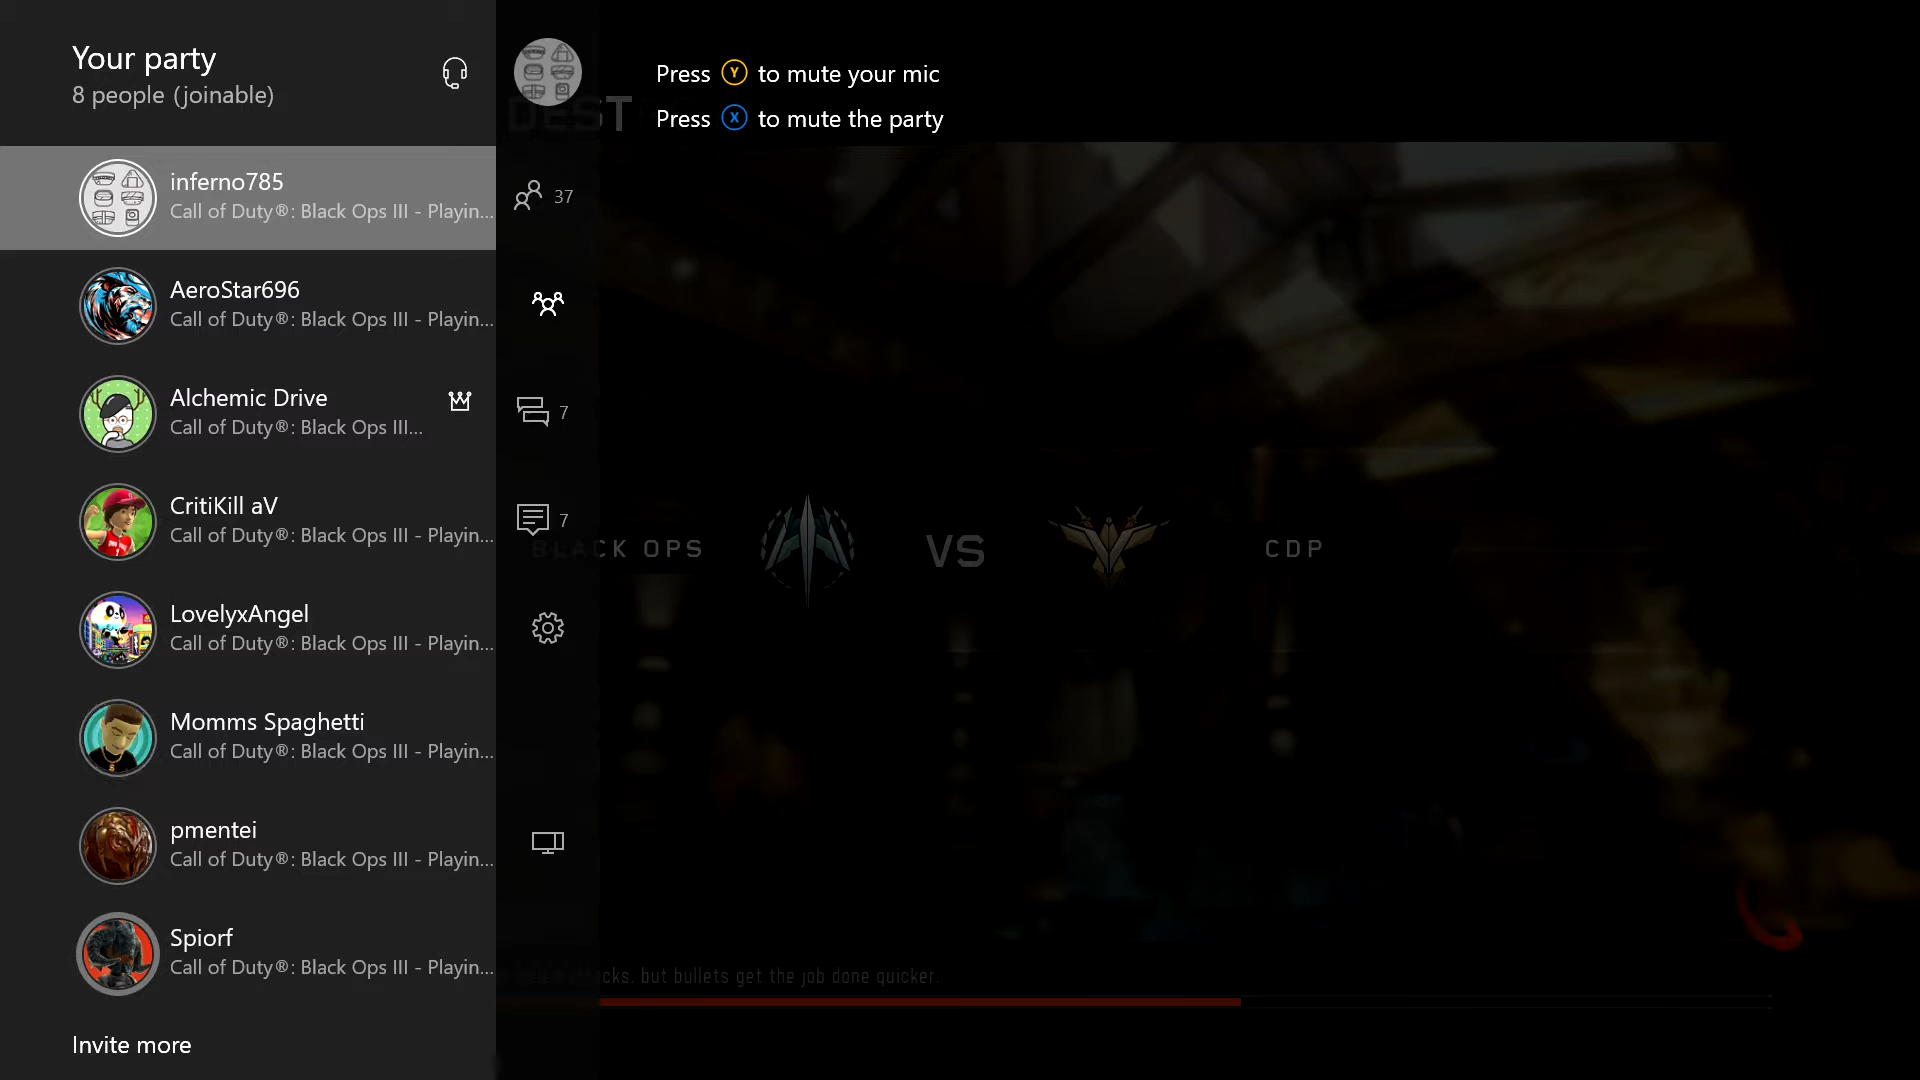 Your party
8 people (joinable)
inferno785
Call of Duty®: Black Ops III - Playin...
AeroStar696
Call of Duty®: Black Ops III - Playin...
Alchemic Drive
Call of Duty®: Black Ops III...
CritiKill aV
Call of Duty®: Black Ops III - Playin...
LovelyxAngel
Call of Duty®: Black Ops III - Playin...
Momms Spaghetti
Call of Duty®: Black Ops III - Playin...
pmentei
Call of Duty®: Black Ops III - Playin...
Spiorf
Call of Duty®: Black Ops III - Playin...
Invite more
37
7
7
Press Y to mute your mic
Press X to mute the party
DEST
BLACK OPS
VS
CDP
but bullets get the job done quicker.